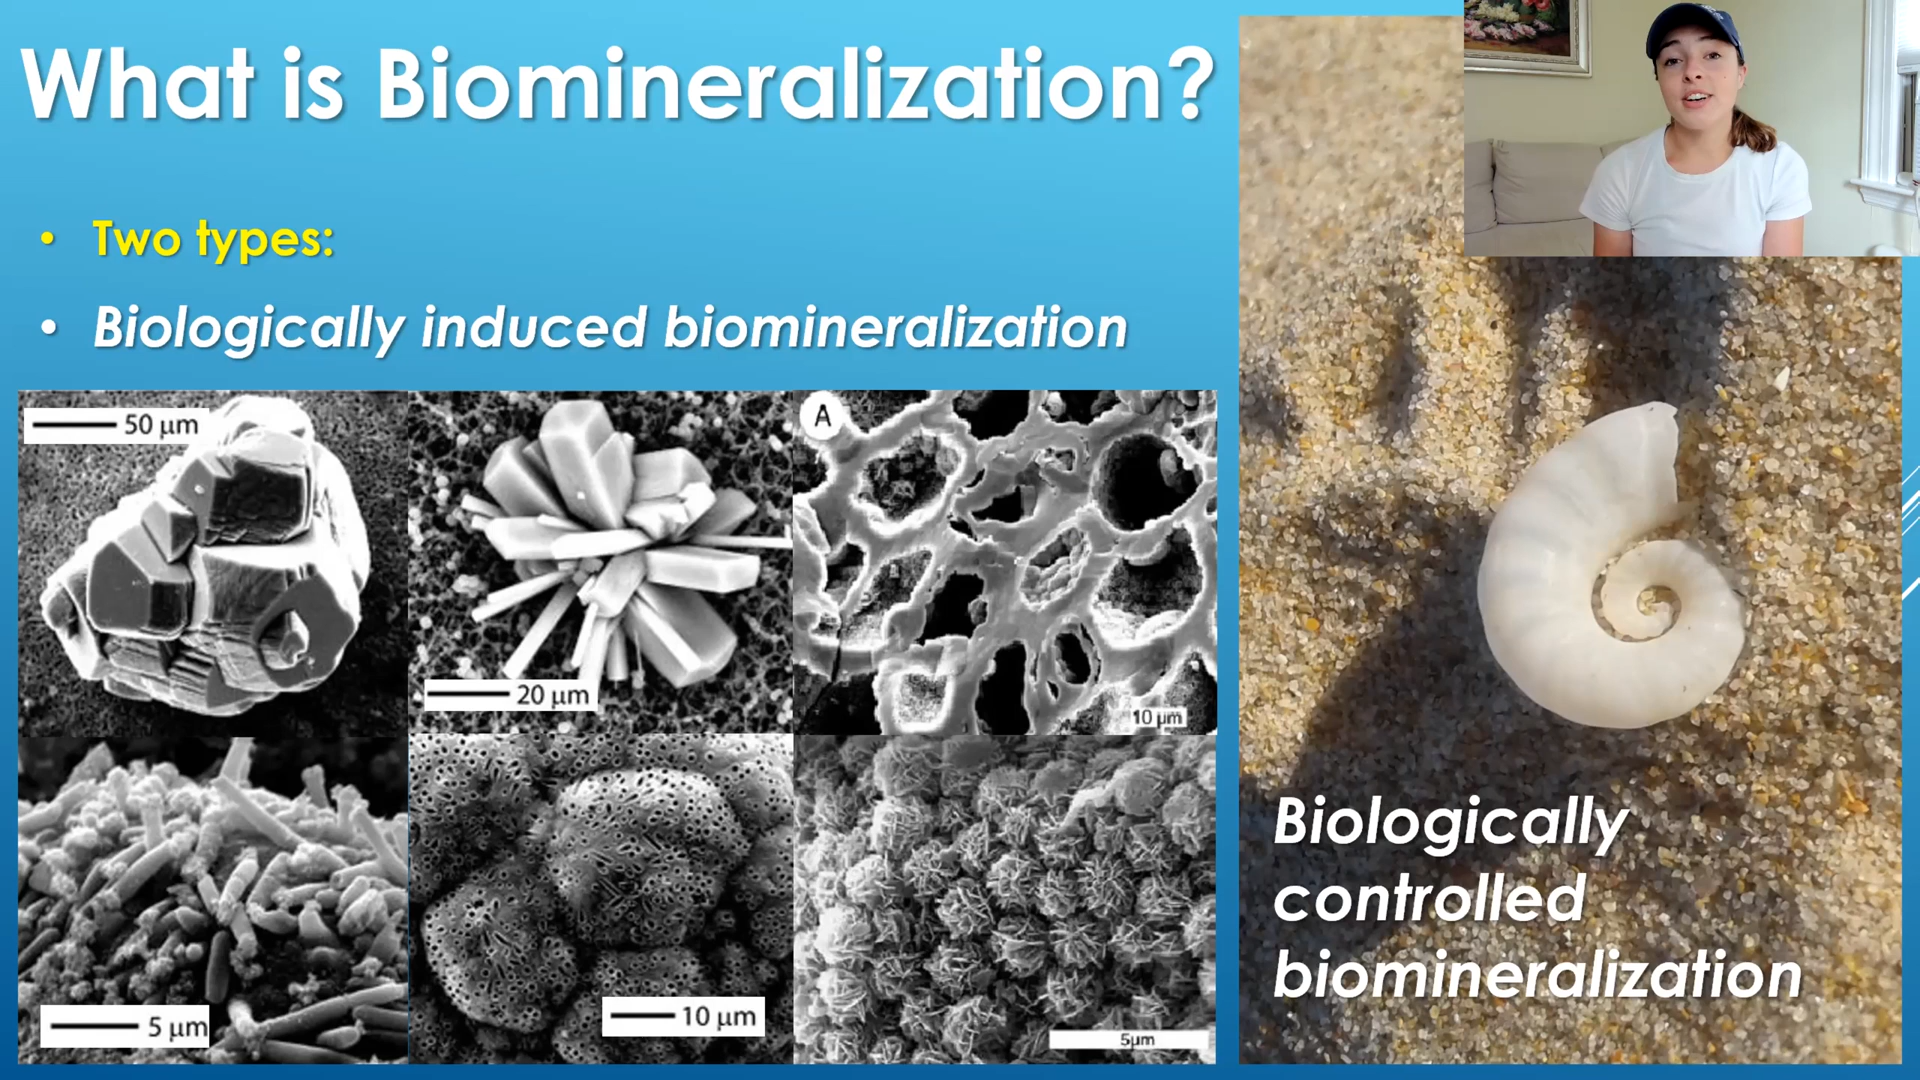 What is Biomineralization?
• Two types:
• Biologically induced biomineralization
50 μm
20 μm
A
10 μm
5 μm
10 μm
5μm
Biologically
controlled
biomineralization